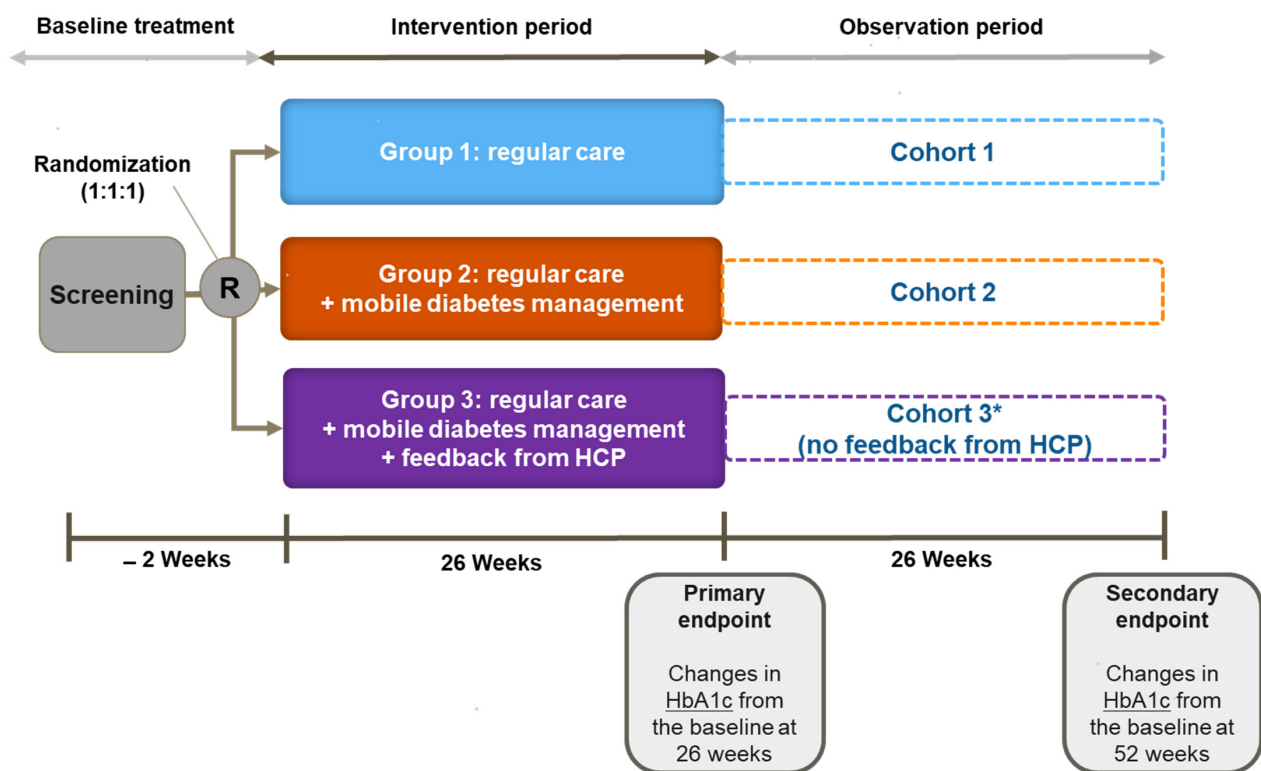 Baseline treatment
Intervention period
Observation period
Randomization
(1:1:1)
Screening
R
Group 1: regular care
Cohort 1
Group 2: regular care
+ mobile diabetes management
Cohort 2
Group 3: regular care
+ mobile diabetes management
+ feedback from HCP
Cohort 3*
(no feedback from HCP)
– 2 Weeks
26 Weeks
26 Weeks
Primary
endpoint
Changes in
HbA1c from
the baseline at
26 weeks
Secondary
endpoint
Changes in
HbA1c from
the baseline at
52 weeks